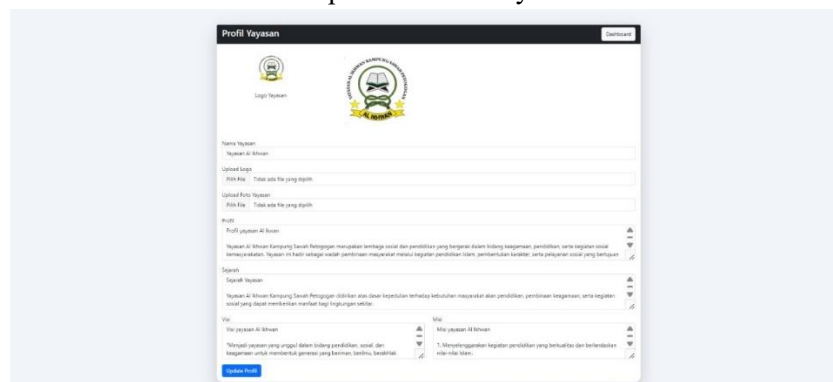 Profil Yayasan
Dashboard
AL IKHWAN
Logo Yayasan
Nama Yayasan
Yayasan Al Ikhwan
Upload Logo
Pilih File Tidak ada file yang dipilih
Upload Foto Yayasan
Pilih File Tidak ada file yang dipilih
Profil
Profil yayasan Al Ikwan
Yayasan Al Ikhwan Kampung Sawah Petogogan merupakan lembaga sosial dan pendidikan yang bergerak dalam bidang keagamaan, pendidikan, serta kegiatan sosial
kemasyarakatan. Yayasan ini hadir sebagai wadah pembinaan masyarakat melalui kegiatan pendidikan Islam, pembentukan karakter, serta pelayanan sosial yang bertujuan
Sejarah
Sejarah Yayasan
Yayasan Al Ikhwan Kampung Sawah Petogogan didirikan atas dasar kepedulian terhadap kebutuhan masyarakat akan pendidikan, pembinaan keagamaan, serta kegiatan
sosial yang dapat memberikan manfaat bagi lingkungan sekitar.
Visi
Visi yayasan Al Ikhwan
"Menjadi yayasan yang unggul dalam bidang pendidikan, sosial, dan
keagamaan untuk membentuk generasi yang beriman, berilmu, berakhlak
Misi
Misi yayasan Al Ikhwan
1. Menyelenggarakan kegiatan pendidikan yang berkualitas dan berlandaskan
nilai-nilai Islam.
Update Profil